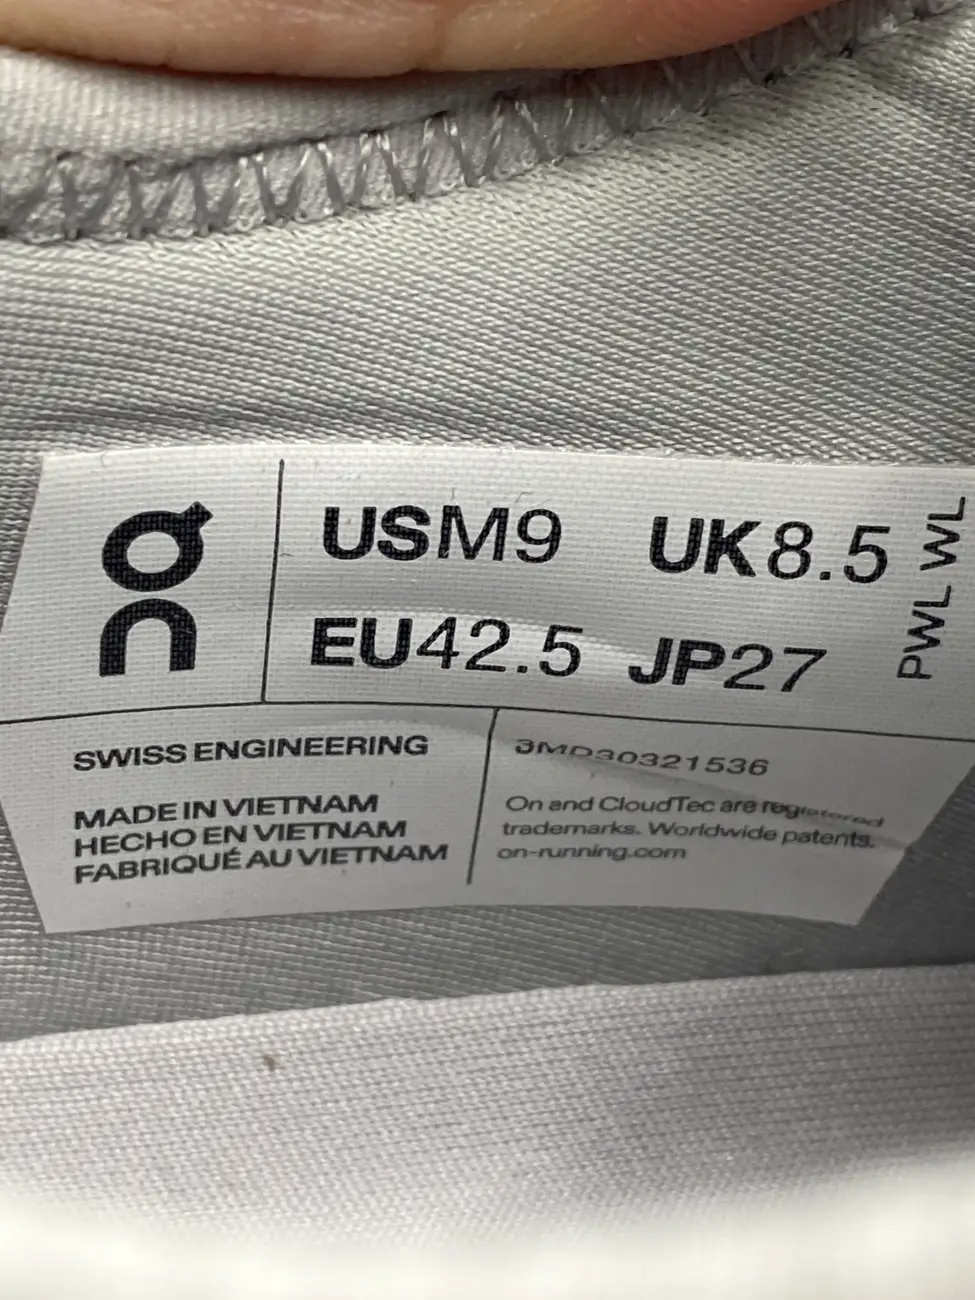 on
USM9 UK8.5
EU42.5 JP27
PWL WL
SWISS ENGINEERING
MADE IN VIETNAM
HECHO EN VIETNAM
FABRIQUÉ AU VIETNAM
3MD30321536
On and CloudTec are registered
trademarks. Worldwide patents.
on-running.com